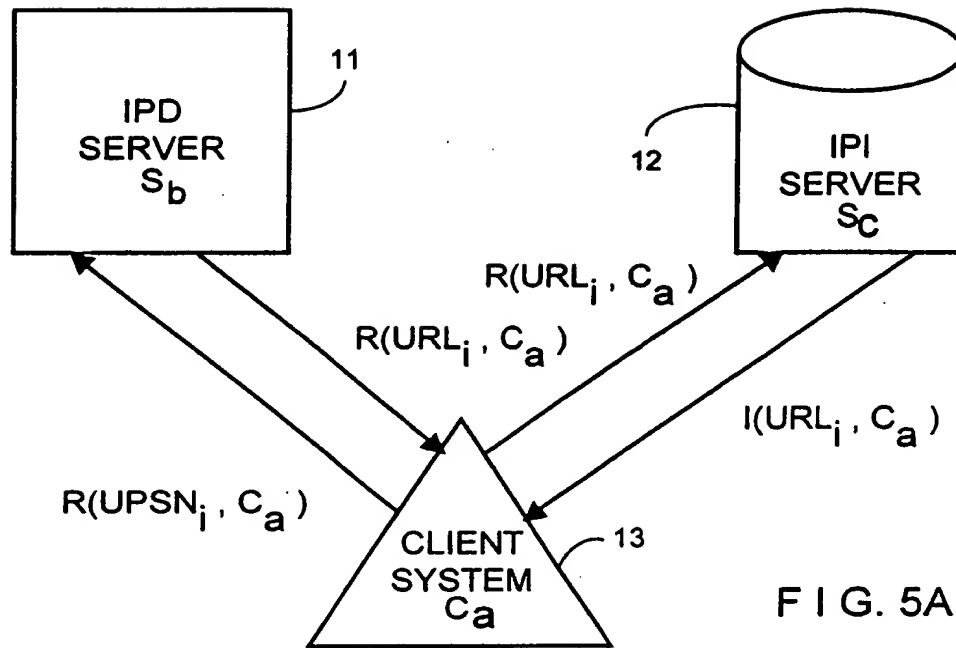 11
IPD
SERVER
Sb
12
IPI
SERVER
Sc
R(URLi , Ca )
R(URLi , Ca )
I(URLi , Ca )
R(UPSNi , Ca )
CLIENT
SYSTEM
Ca
13
F I G. 5A